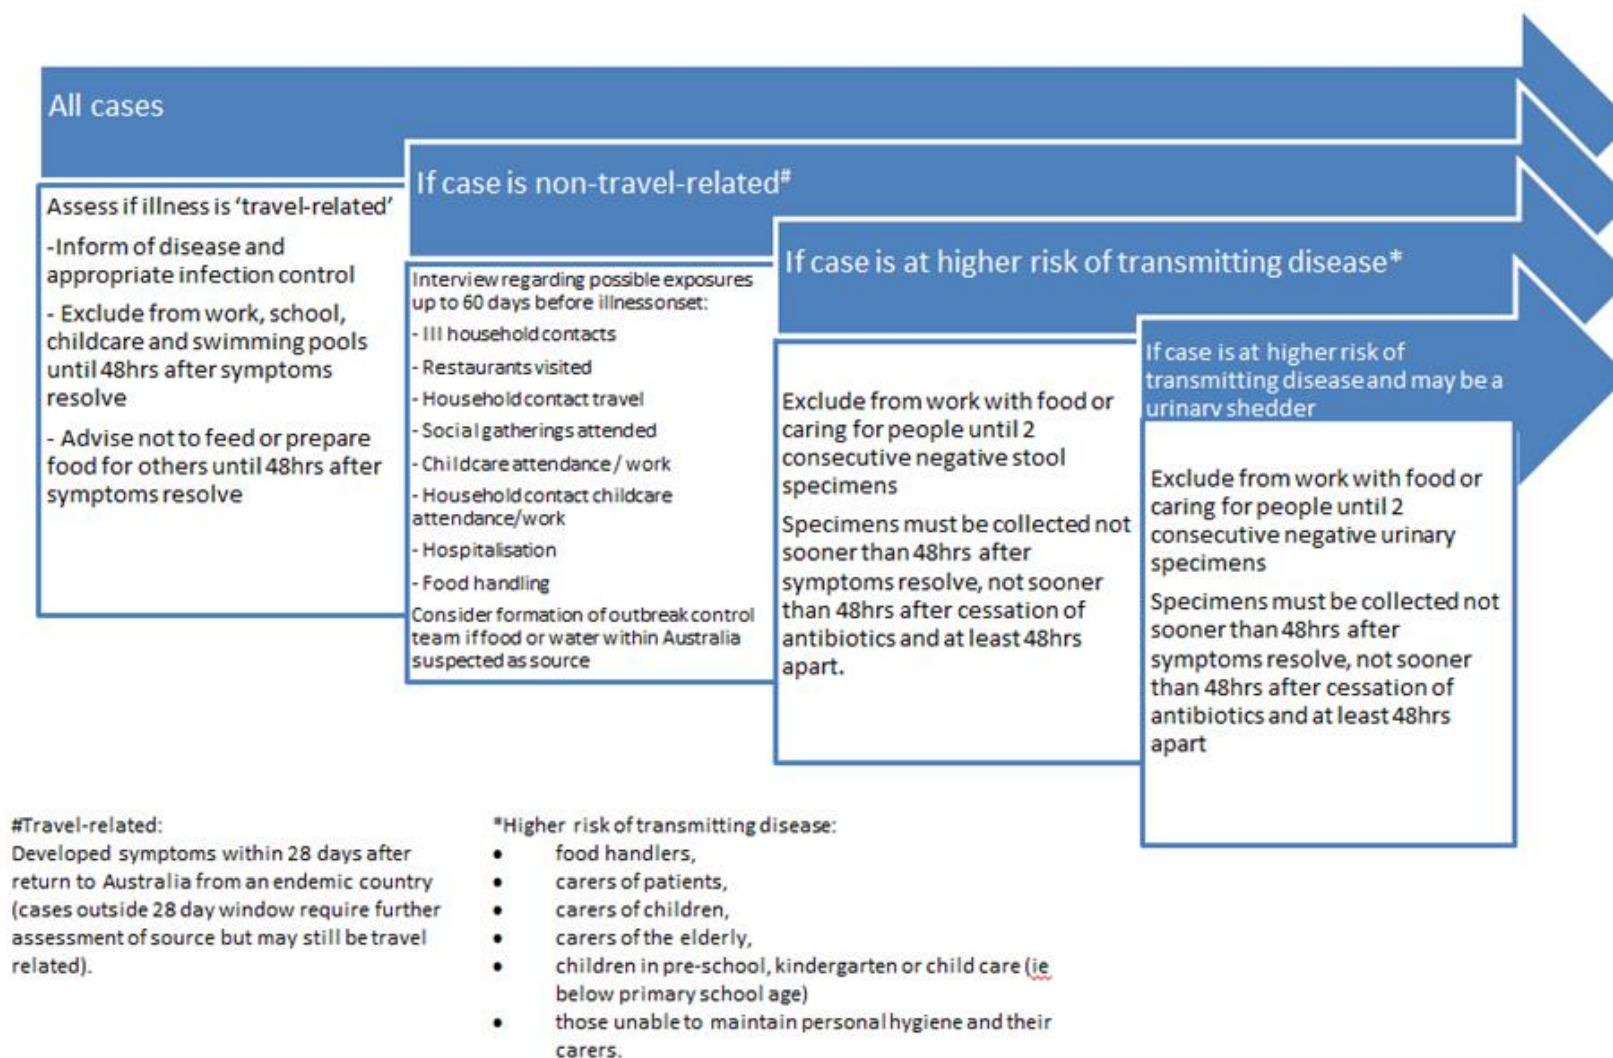 All cases
Assess if illness is ‘travel-related’
-Inform of disease and
appropriate infection control
- Exclude from work, school,
childcare and swimming pools
until 48hrs after symptoms
resolve
- Advise not to feed or prepare
food for others until 48hrs after
symptoms resolve
If case is non-travel-related#
Interview regarding possible exposures
up to 60 days before illnessonset:
- Ill household contacts
- Restaurants visited
- Household contact travel
- Social gatherings attended
- Childcare attendance / work
- Household contact childcare
attendance/work
- Hospitalisation
- Food handling
Consider formation of outbreak control
team if food or water within Australia
suspected as source
If case is at higher risk of transmitting disease*
Exclude from work with food or
caring for people until 2
consecutive negative stool
specimens
Specimens must be collected not
sooner than 48hrs after
symptoms resolve, not sooner
than 48hrs after cessation of
antibiotics and at least 48hrs
apart.
If case is at higher risk of
transmitting disease and may be a
urinary shedder
Exclude from work with food or
caring for people until 2
consecutive negative urinary
specimens
Specimens must be collected not
sooner than 48hrs after
symptoms resolve, not sooner
than 48hrs after cessation of
antibiotics and at least 48hrs
apart
#Travel-related:
Developed symptoms within 28 days after
return to Australia from an endemic country
(cases outside 28 day window require further
assessment of source but may still be travel
related).
*Higher risk of transmitting disease:
• food handlers,
• carers of patients,
• carers of children,
• carers of the elderly,
• children in pre-school, kindergarten or child care (ie
below primary school age)
• those unable to maintain personal hygiene and their
carers.